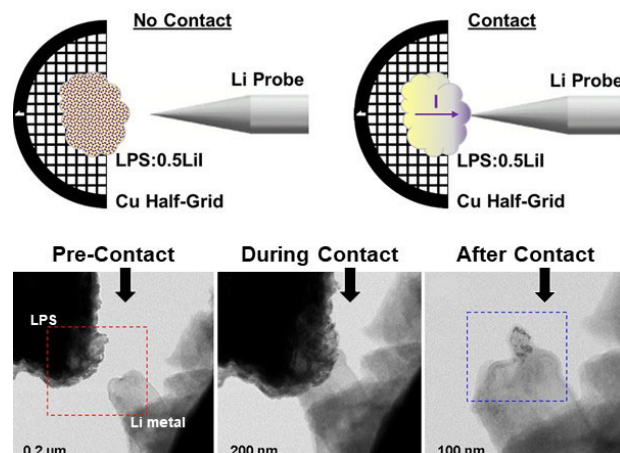 No Contact
Contact
Li Probe
Li Probe
I
LPS:0.5LiI
LPS:0.5LiI
Cu Half-Grid
Cu Half-Grid
Pre-Contact
During Contact
After Contact
LPS
Li metal
0.2 µm
200 nm
100 nm